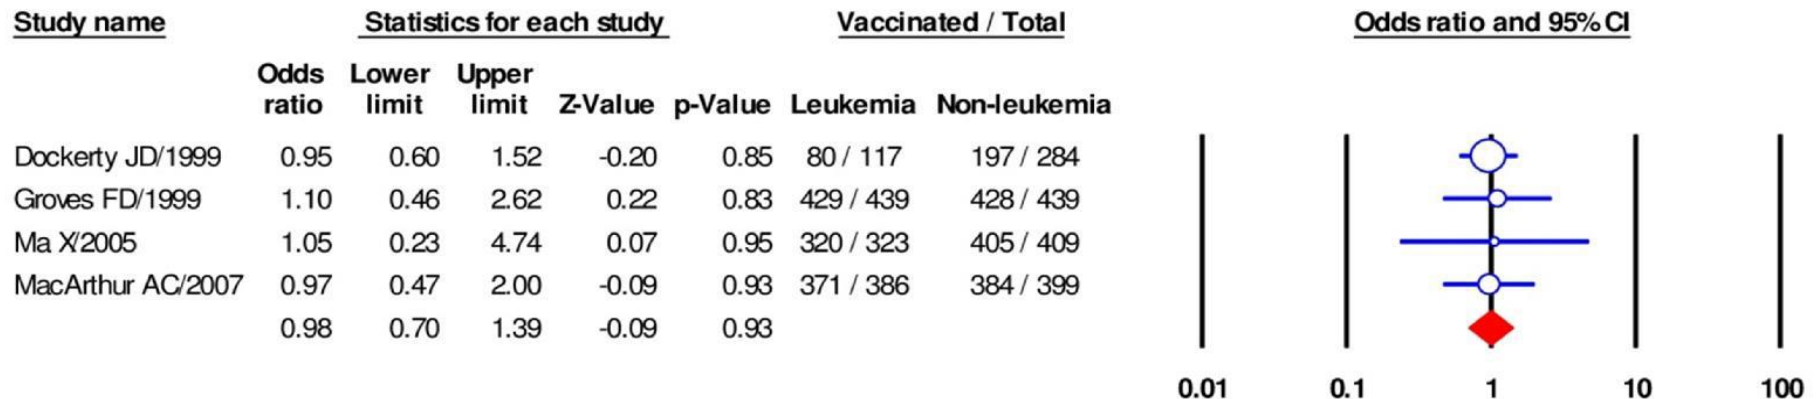 Study name Statistics for each study Vaccinated / Total Odds ratio and 95% CI
Odds Lower Upper
ratio limit limit Z-Value p-Value Leukemia Non-leukemia
Dockerty JD/1999 0.95 0.60 1.52 -0.20 0.85 80 / 117 197 / 284
Groves FD/1999 1.10 0.46 2.62 0.22 0.83 429 / 439 428 / 439
Ma X/2005 1.05 0.23 4.74 0.07 0.95 320 / 323 405 / 409
MacArthur AC/2007 0.97 0.47 2.00 -0.09 0.93 371 / 386 384 / 399
0.98 0.70 1.39 -0.09 0.93
0.01 0.1 1 10 100